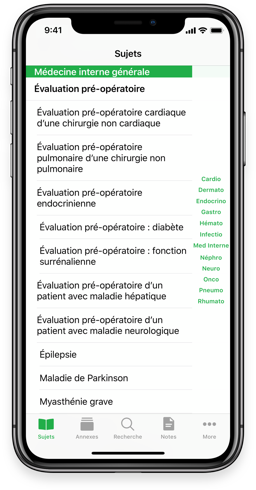 9:41
Sujets
Médecine interne générale
Évaluation pré-opératoire
Évaluation pré-opératoire cardiaque
d'une chirurgie non cardiaque
Évaluation pré-opératoire
pulmonaire d'une chirurgie non
pulmonaire
Évaluation pré-opératoire
endocrinienne
Évaluation pré-opératoire : diabète
Évaluation pré-opératoire : fonction
surrénalienne
Évaluation pré-opératoire d'un
patient avec maladie hépatique
Évaluation pré-opératoire d'un
patient avec maladie neurologique
Épilepsie
Maladie de Parkinson
Myasthénie grave
Cardio
Dermato
Endocrino
Gastro
Hémato
Infectio
Med Interne
Néphro
Neuro
Onco
Pneumo
Rhumato
Sujets
Annexes
Recherche
Notes
More